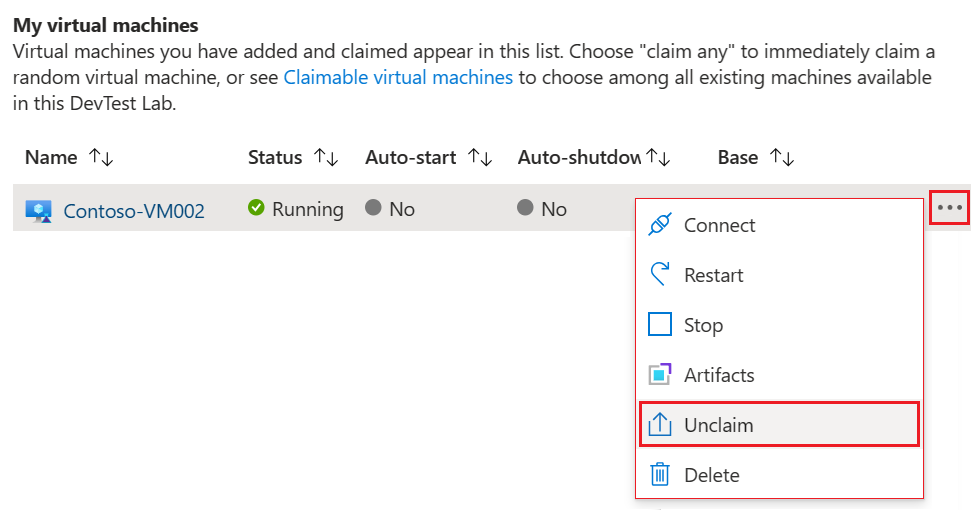 My virtual machines
Virtual machines you have added and claimed appear in this list. Choose "claim any" to immediately claim a
random virtual machine, or see Claimable virtual machines to choose among all existing machines available
in this DevTest Lab.
Name Status Auto-start Auto-shutdow Base
Contoso-VM002 Running No No
Connect
Restart
Stop
Artifacts
Unclaim
Delete